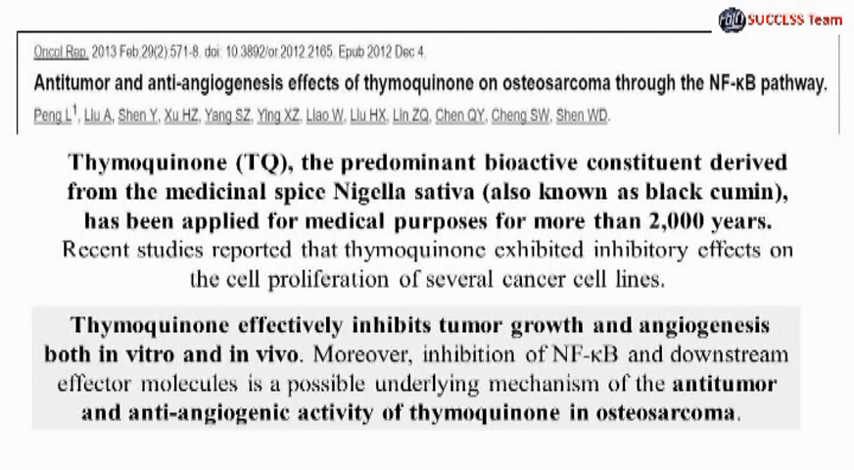 SUCCESS Team
Oncol Rep. 2013 Feb;29(2):571-8. doi: 10.3892/or.2012.2165. Epub 2012 Dec 4.
Antitumor and anti-angiogenesis effects of thymoquinone on osteosarcoma through the NF-κB pathway.
Peng L1, Liu A, Shen Y, Xu HZ, Yang SZ, Ying XZ, Liao W, Liu HX, Lin ZQ, Chen QY, Cheng SW, Shen WD.
Thymoquinone (TQ), the predominant bioactive constituent derived
from the medicinal spice Nigella sativa (also known as black cumin),
has been applied for medical purposes for more than 2,000 years.
Recent studies reported that thymoquinone exhibited inhibitory effects on
the cell proliferation of several cancer cell lines.
Thymoquinone effectively inhibits tumor growth and angiogenesis
both in vitro and in vivo. Moreover, inhibition of NF-κB and downstream
effector molecules is a possible underlying mechanism of the antitumor
and anti-angiogenic activity of thymoquinone in osteosarcoma.